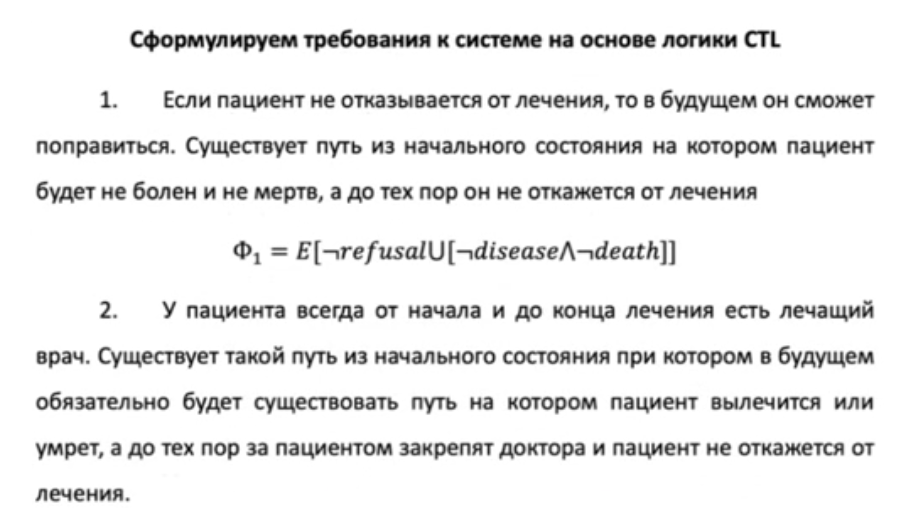 Сформулируем требования к системе на основе логики CTL
1. Если пациент не отказывается от лечения, то в будущем он сможет
поправиться. Существует путь из начального состояния на котором пациент
будет не болен и не мертв, а до тех пор он не откажется от лечения
Φ₁ = E[¬refusal⋃[¬disease⋀¬death]]
2. У пациента всегда от начала и до конца лечения есть лечащий
врач. Существует такой путь из начального состояния при котором в будущем
обязательно будет существовать путь на котором пациент вылечится или
умрет, а до тех пор за пациентом закрепят доктора и пациент не откажется от
лечения.